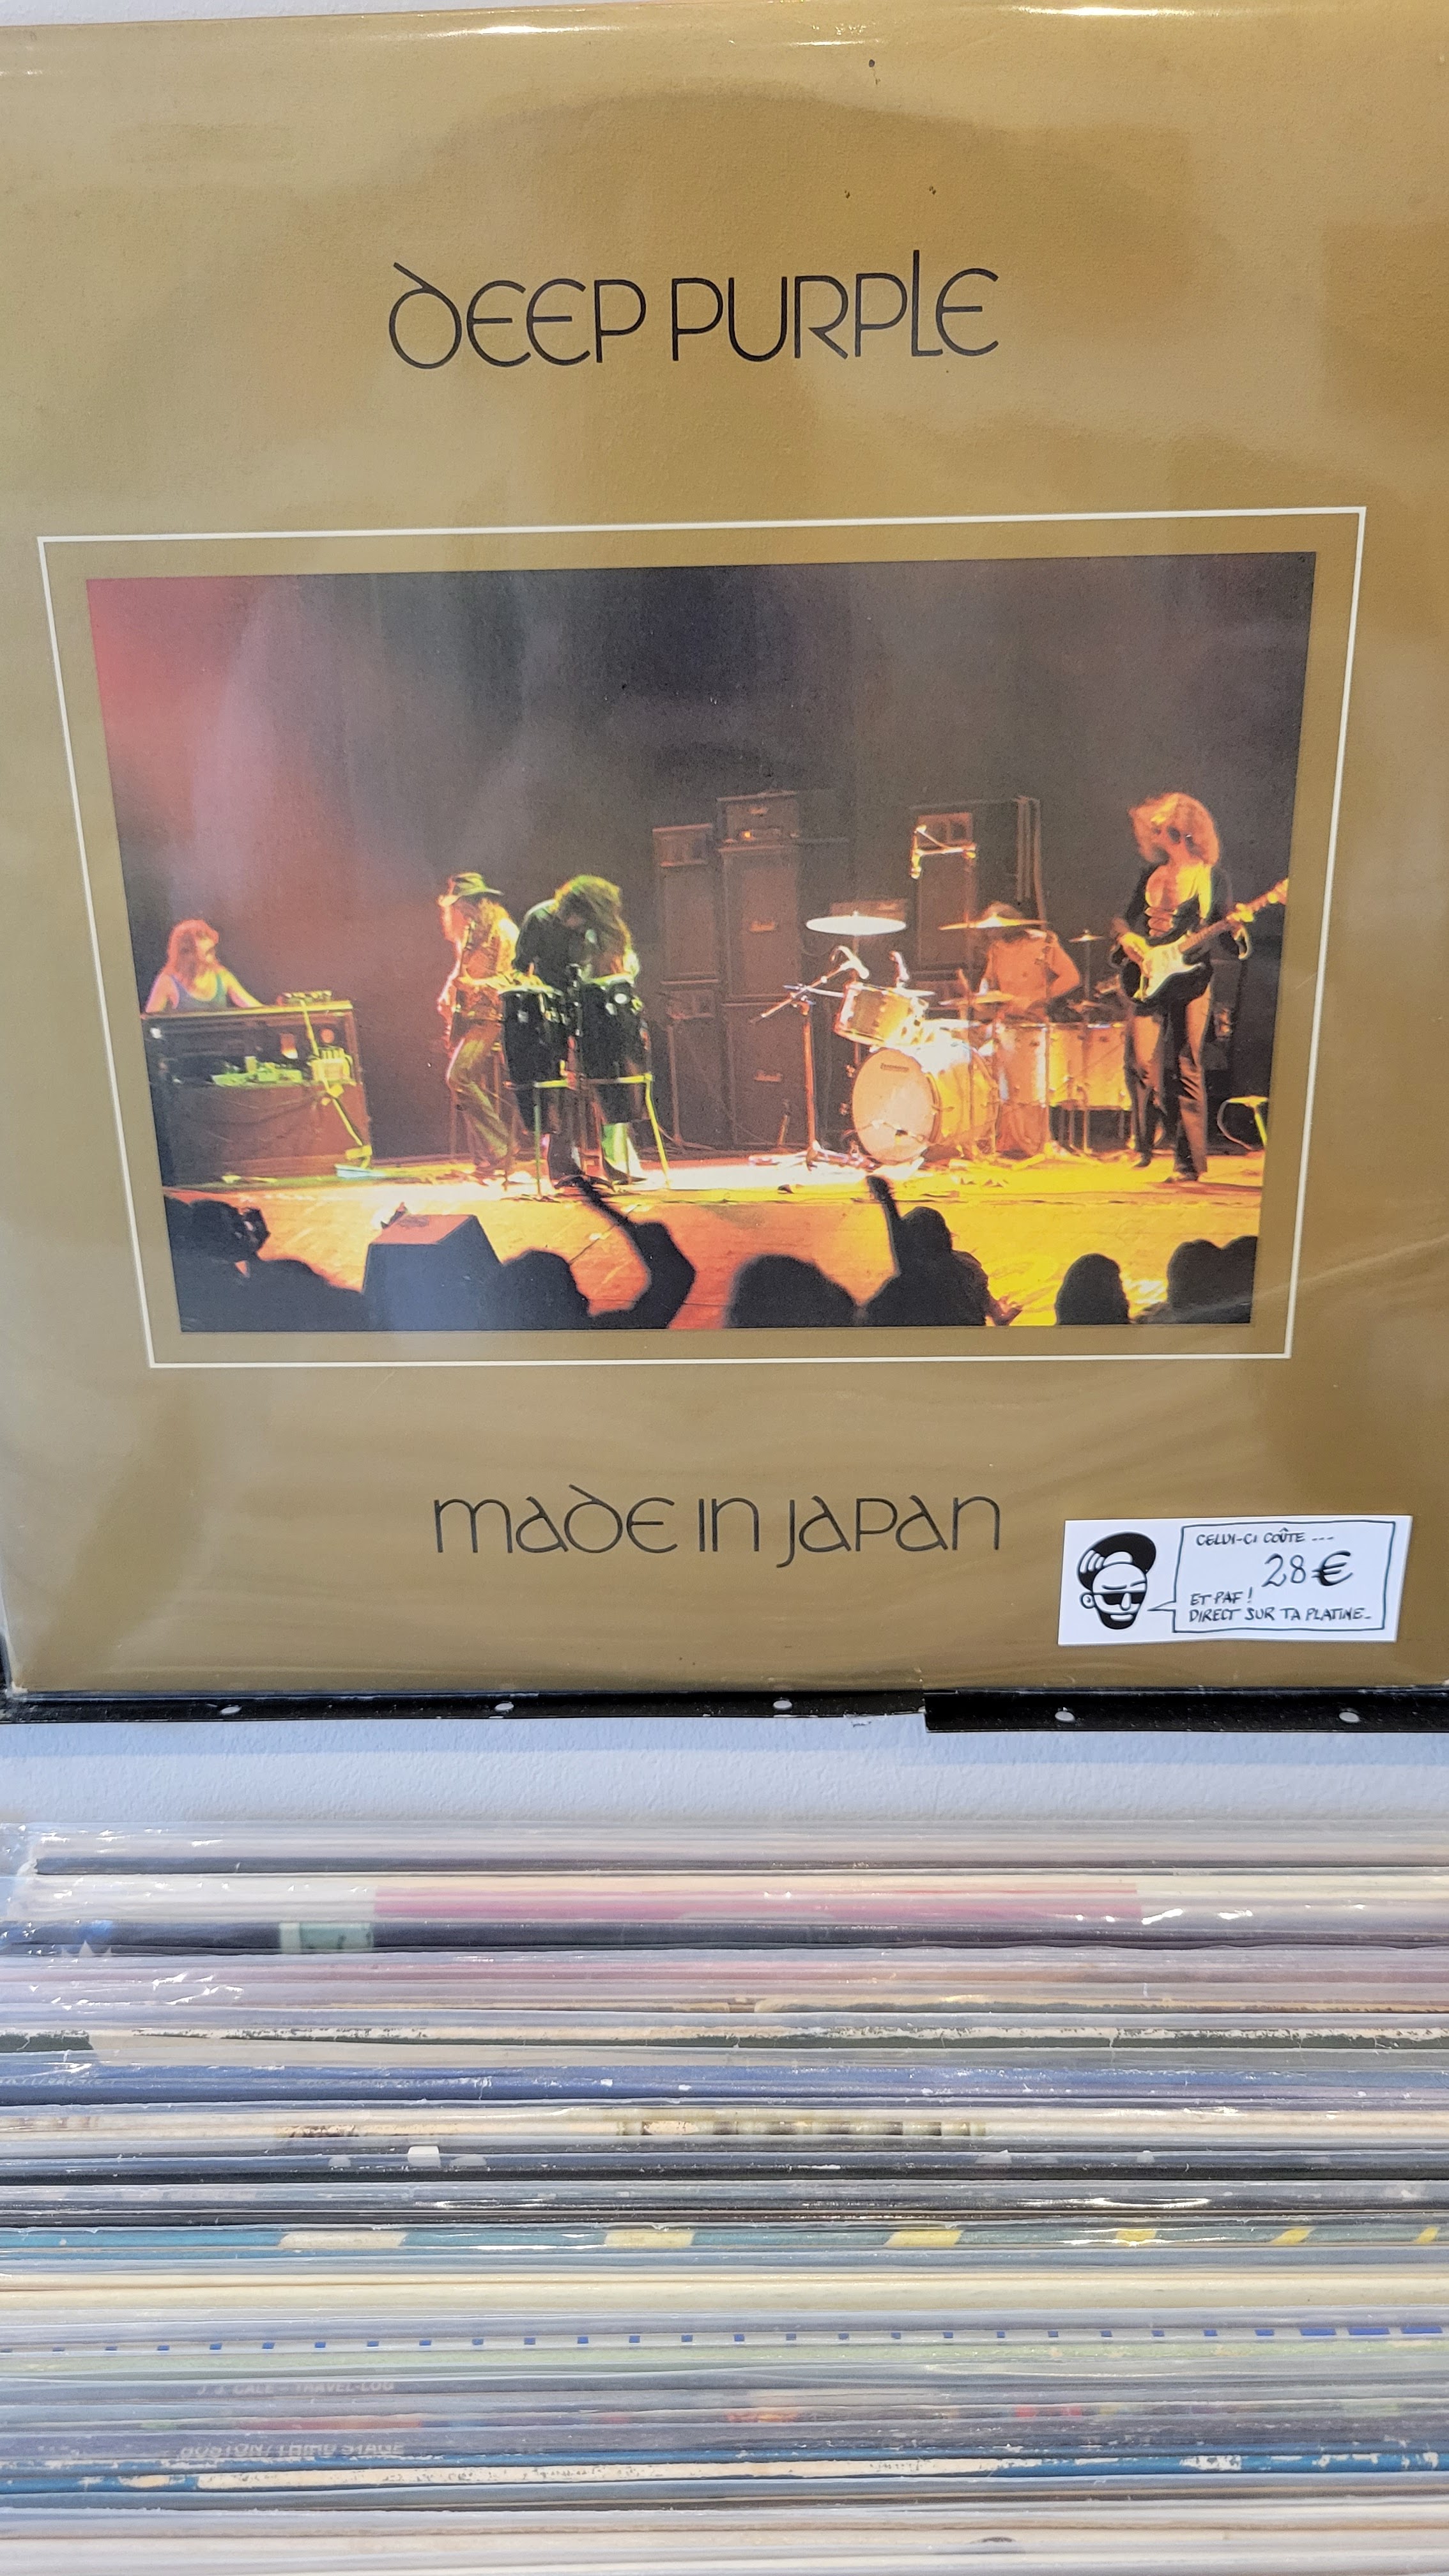 DEEP PURPLE
MADE IN JAPAN
CELUI-CI COÛTE ---
28€
ET PAF !
DIRECT SUR TA PLATINE_
J. J. CALE - TRAVEL-LOG
BOSTON / THIRD STAGE